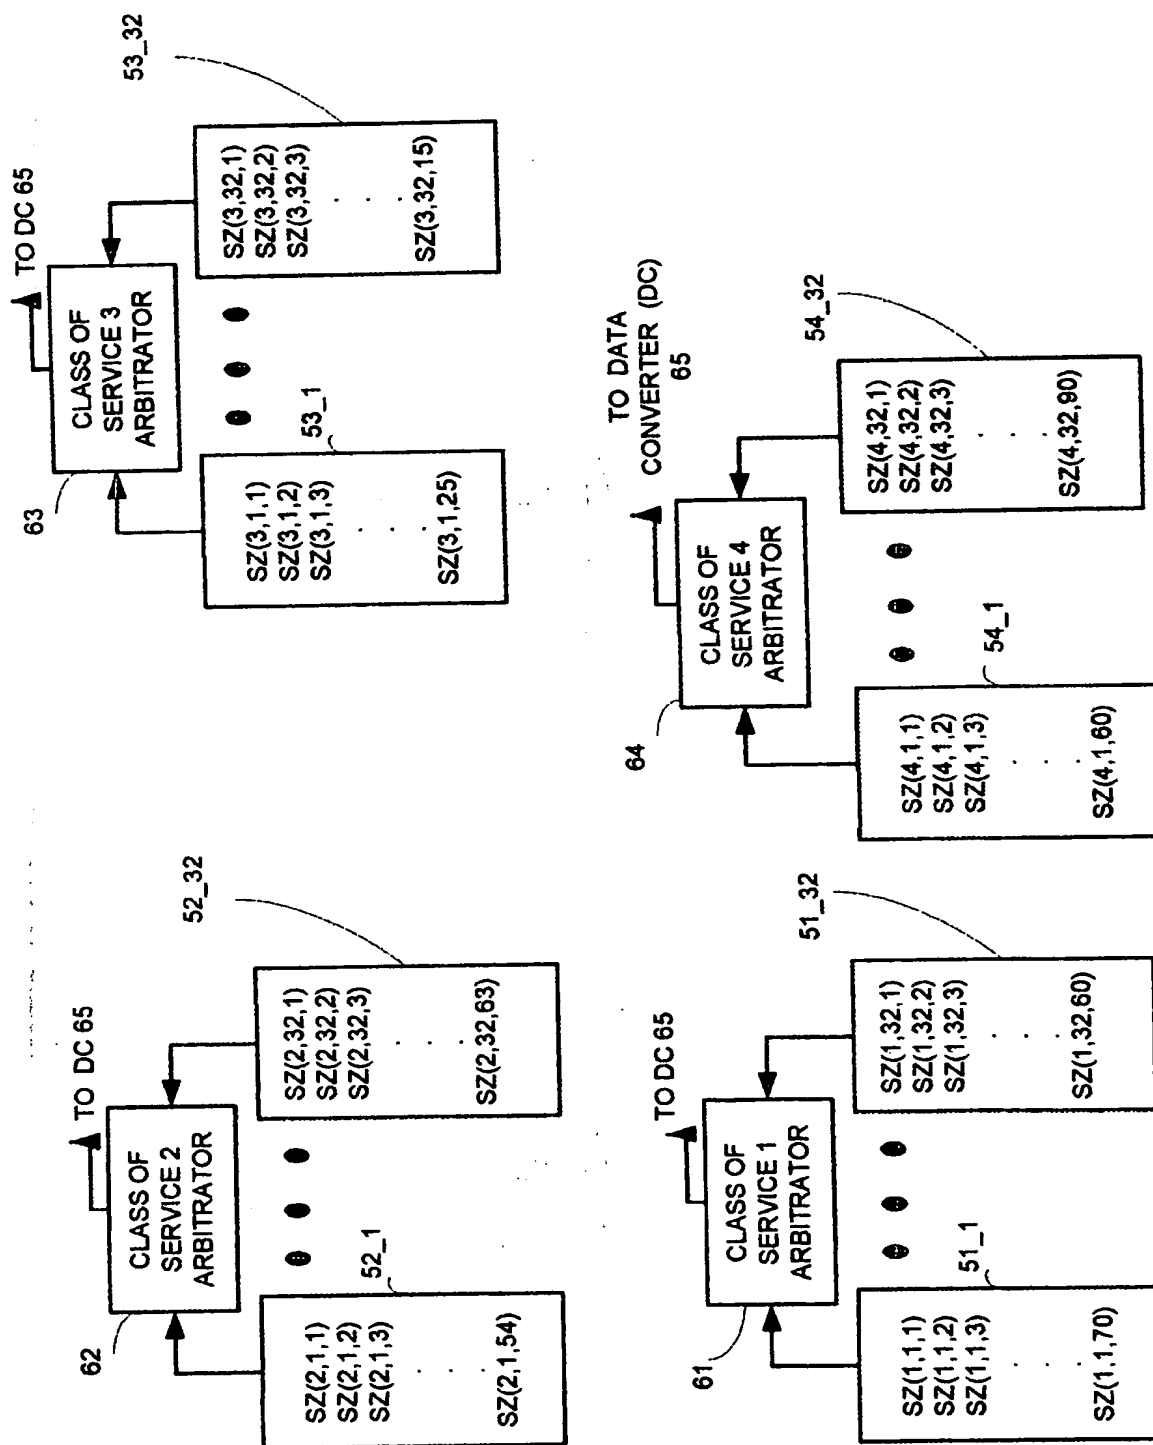 TO DC 65
62
CLASS OF
SERVICE 2
ARBITRATOR
52_32
52_1
SZ(2,1,1)
SZ(2,1,2)
SZ(2,1,3)
. . . .
SZ(2,1,54)
SZ(2,32,1)
SZ(2,32,2)
SZ(2,32,3)
. . . .
SZ(2,32,63)
TO DC 65
63
CLASS OF
SERVICE 3
ARBITRATOR
53_32
53_1
SZ(3,1,1)
SZ(3,1,2)
SZ(3,1,3)
. . . .
SZ(3,1,25)
SZ(3,32,1)
SZ(3,32,2)
SZ(3,32,3)
. . . .
SZ(3,32,15)
TO DC 65
61
CLASS OF
SERVICE 1
ARBITRATOR
51_32
51_1
SZ(1,1,1)
SZ(1,1,2)
SZ(1,1,3)
. . . .
SZ(1,1,70)
SZ(1,32,1)
SZ(1,32,2)
SZ(1,32,3)
. . . .
SZ(1,32,60)
TO DATA
CONVERTER (DC)
65
64
CLASS OF
SERVICE 4
ARBITRATOR
54_32
54_1
SZ(4,1,1)
SZ(4,1,2)
SZ(4,1,3)
. . . .
SZ(4,1,60)
SZ(4,32,1)
SZ(4,32,2)
SZ(4,32,3)
. . . .
SZ(4,32,90)